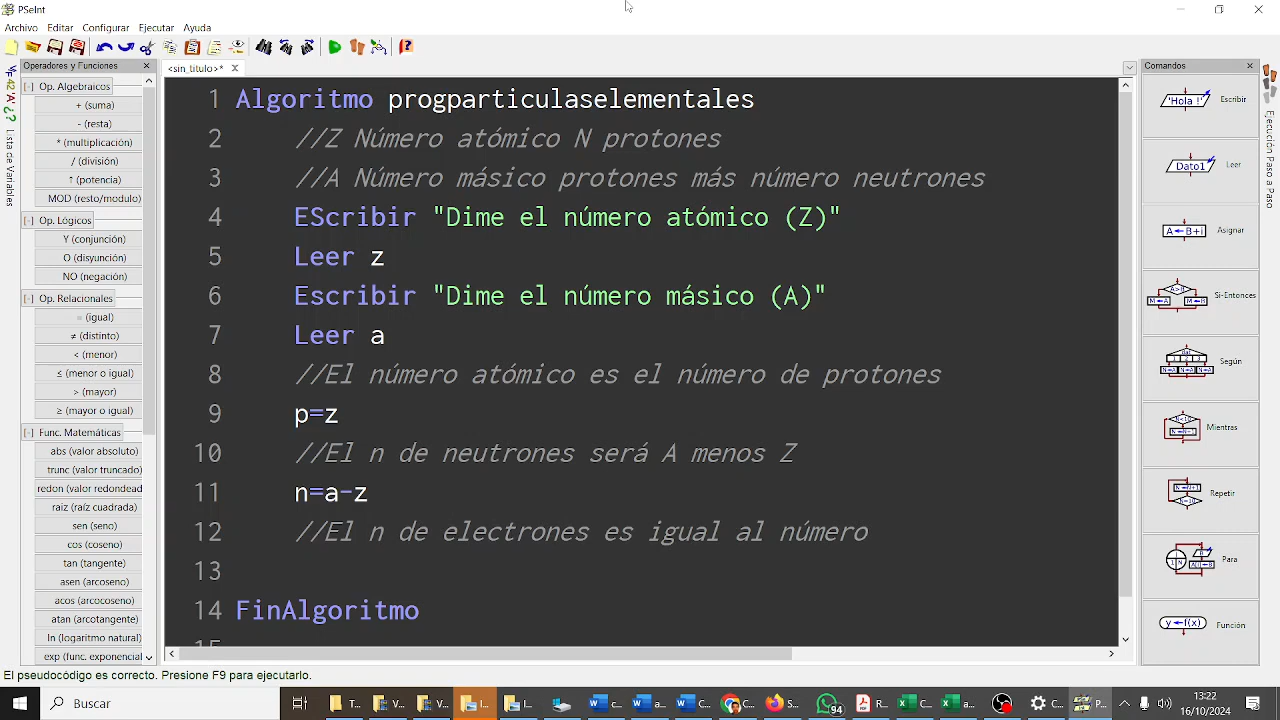 PSeInt
Archivo Editar Configurar Ejecutar Ayuda
Operadores y Funciones
<sin_titulo>*
Comandos
Lista de Variables
Op. Algebraicos
+ (suma)
- (resta)
* (multiplicación)
/ (división)
↑ (potencia)
MOD (resto/modulo)
Op. Lógicos
Y (conjunción)
O (disyunción)
NO (negación)
Op. Relacionales
= (igual)
≠ (distinto)
< (menor)
≤ (menor o igual)
> (mayor)
≥ (mayor o igual)
Func. Matemáticas
abs (valor absoluto)
trunc (valor truncado)
redon (valor redondead
raiz (raíz cuadrada)
sen (seno)
cos (coseno)
tan (tangente)
asen (arcoseno)
acos (arcocoseno)
atan (arcotangente)
ln (logaritmo natural)
exp (func. exponencial
1 Algoritmo progparticulaselementales
2 //Z Número atómico N protones
3 //A Número másico protones más número neutrones
4 EScribir "Dime el número atómico (Z)"
5 Leer z
6 Escribir "Dime el número másico (A)"
7 Leer a
8 //El número atómico es el número de protones
9 p=z
10 //El n de neutrones será A menos Z
11 n=a-z
12 //El n de electrones es igual al número
13
14 FinAlgoritmo
15
'Hola !' Escribir
Dato1 Leer
A←B+i Asignar
Si-Entonces
Según
Mientras
Repetir
Para
y←f(x) Función
Ejecución Paso a Paso
El pseudocódigo es correcto. Presione F9 para ejecutarlo.
Buscar
T... V... V... I... I... W... a... C... C... 94 R... C... a... C... P...
13:22
16/10/2024